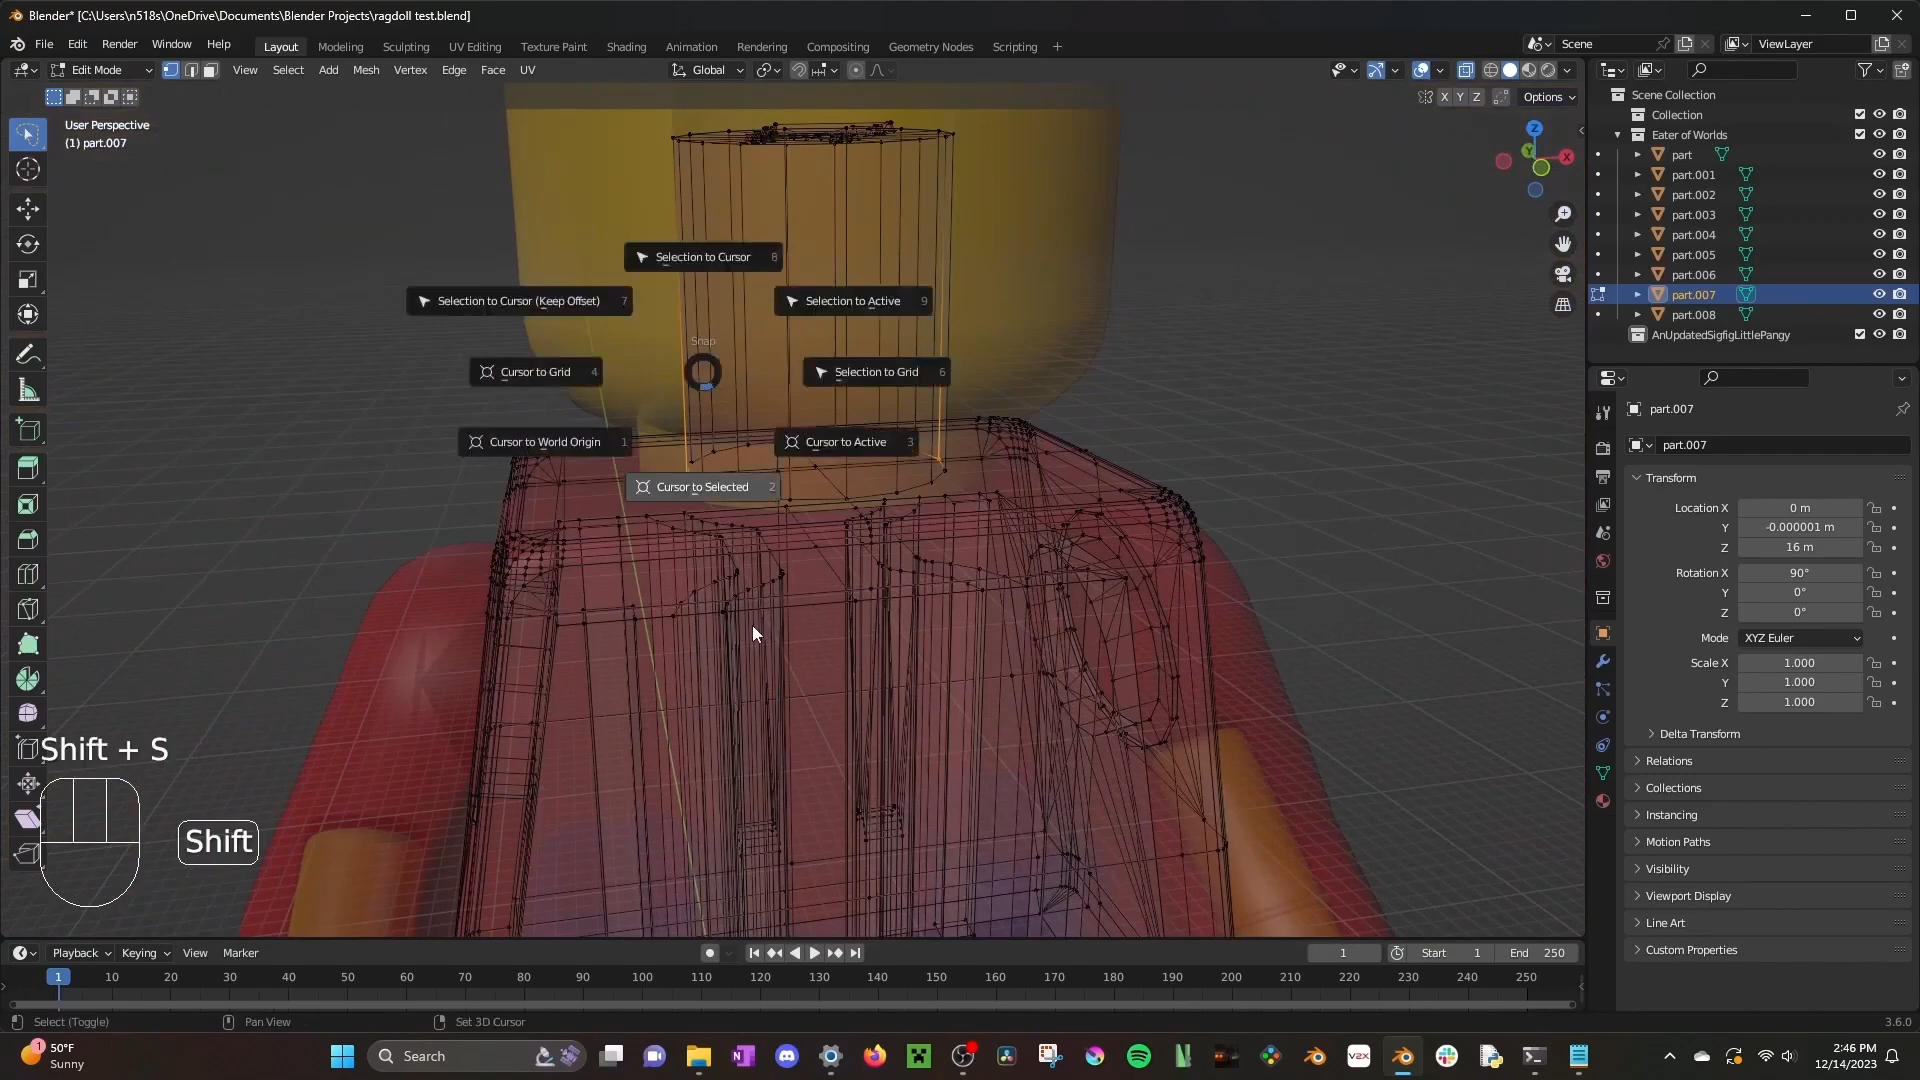 Blender* [C:\Users\n518s\OneDrive\Documents\Blender Projects\ragdoll test.blend]
File Edit Render Window Help Layout Modeling Sculpting UV Editing Texture Paint Shading Animation Rendering Compositing Geometry Nodes Scripting + Scene ViewLayer
Edit Mode View Select Add Mesh Vertex Edge Face UV Global
X Y Z Options
User Perspective
(1) part.007
Z
Y
X
Scene Collection
Collection
Eater of Worlds
part
part.001
part.002
part.003
part.004
part.005
part.006
part.007
part.008
AnUpdatedSigfigLittlePangy
Selection to Cursor 8
Selection to Cursor (Keep Offset) 7
Selection to Active 9
Snap
Cursor to Grid 4
Selection to Grid 6
Cursor to World Origin 1
Cursor to Active 3
Cursor to Selected 2
part.007
part.007
Transform
Location X 0 m
Y -0.000001 m
Z 16 m
Rotation X 90°
Y 0°
Z 0°
Mode XYZ Euler
Scale X 1.000
Y 1.000
Z 1.000
Delta Transform
Relations
Collections
Instancing
Motion Paths
Visibility
Viewport Display
Line Art
Custom Properties
Shift + S
Shift
Playback Keying View Marker 1 Start 1 End 250
1 10 20 30 40 50 60 70 80 90 100 110 120 130 140 150 160 170 180 190 200 210 220 230 240 250
Select (Toggle) Pan View Set 3D Cursor 3.6.0
1
50°F
Sunny
Search
V2X
2:46 PM
12/14/2023